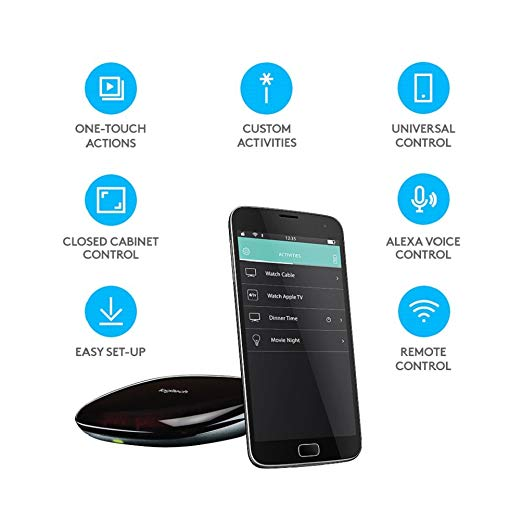 ONE-TOUCH
ACTIONS
CUSTOM
ACTIVITIES
UNIVERSAL
CONTROL
CLOSED CABINET
CONTROL
ALEXA VOICE
CONTROL
EASY SET-UP
REMOTE
CONTROL
12:35
ACTIVITIES
Watch Cable
Watch Apple TV
Dinner Time
Movie Night
logitech